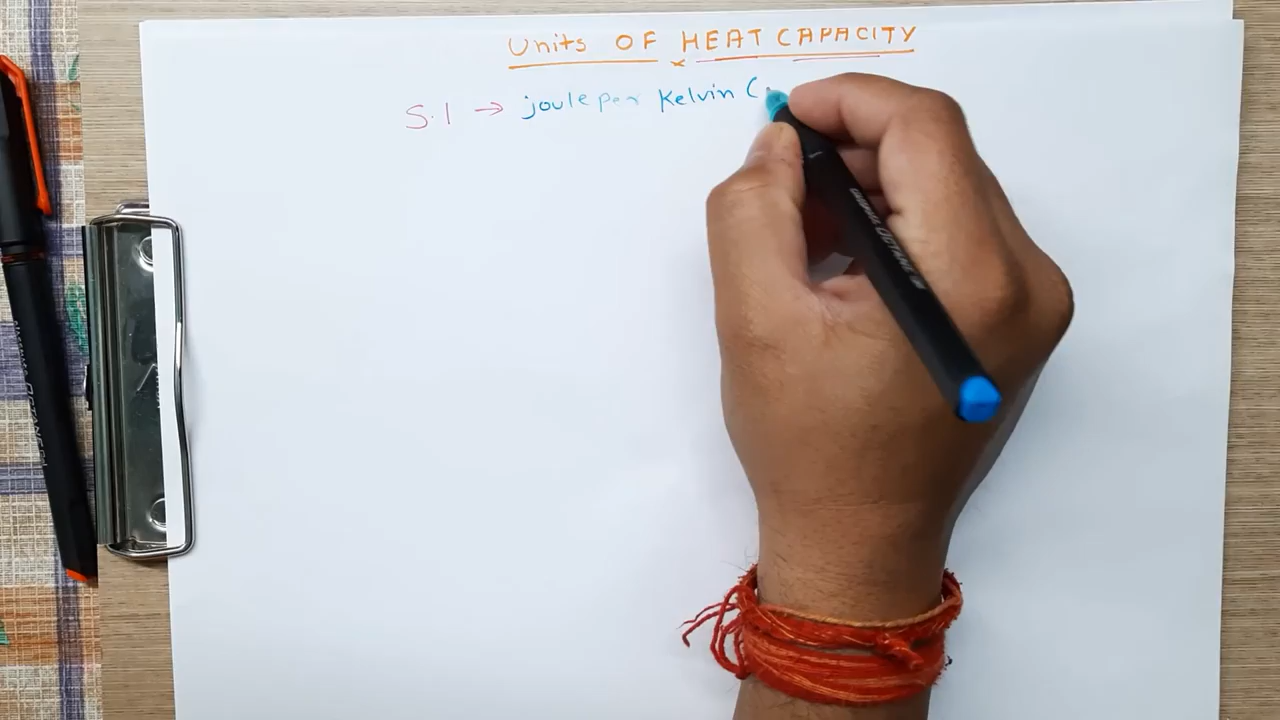 Units OF HEAT CAPACITY
S.I → joule per Kelvin (